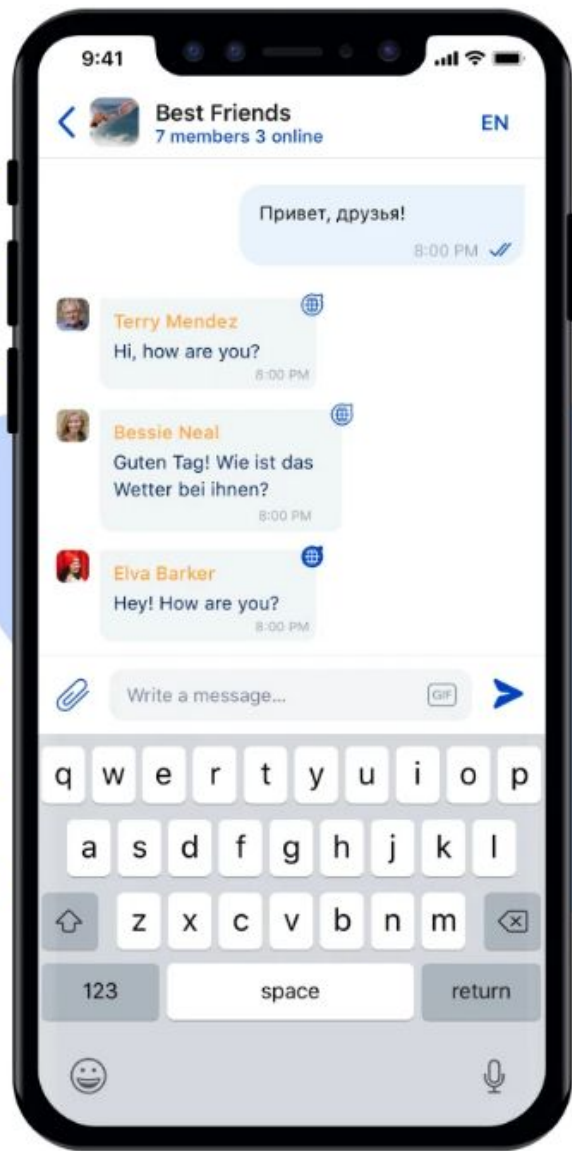 9:41
Best Friends
7 members 3 online
EN
Привет, друзья!
8:00 PM
Terry Mendez
Hi, how are you?
8:00 PM
Bessie Neal
Guten Tag! Wie ist das
Wetter bei ihnen?
8:00 PM
Elva Barker
Hey! How are you?
8:00 PM
Write a message...
GIF
q w e r t y u i o p
a s d f g h j k l
z x c v b n m
123 space return